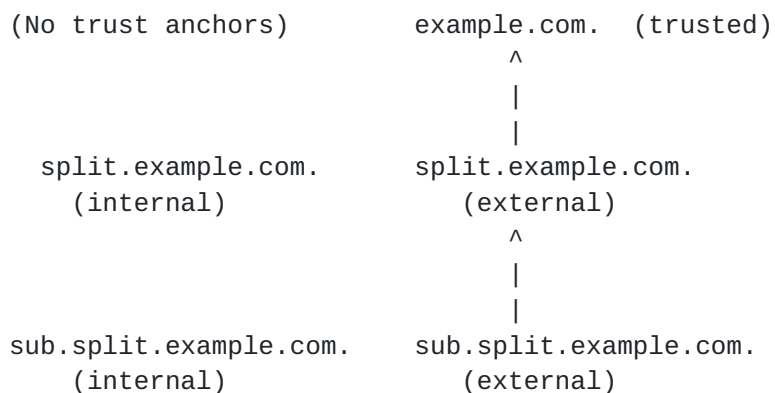 (No trust anchors)        example.com.  (trusted)
                                ^
                                |
                                |
  split.example.com.      split.example.com.
    (internal)               (external)
                                ^
                                |
                                |
sub.split.example.com.    sub.split.example.com.
    (internal)               (external)